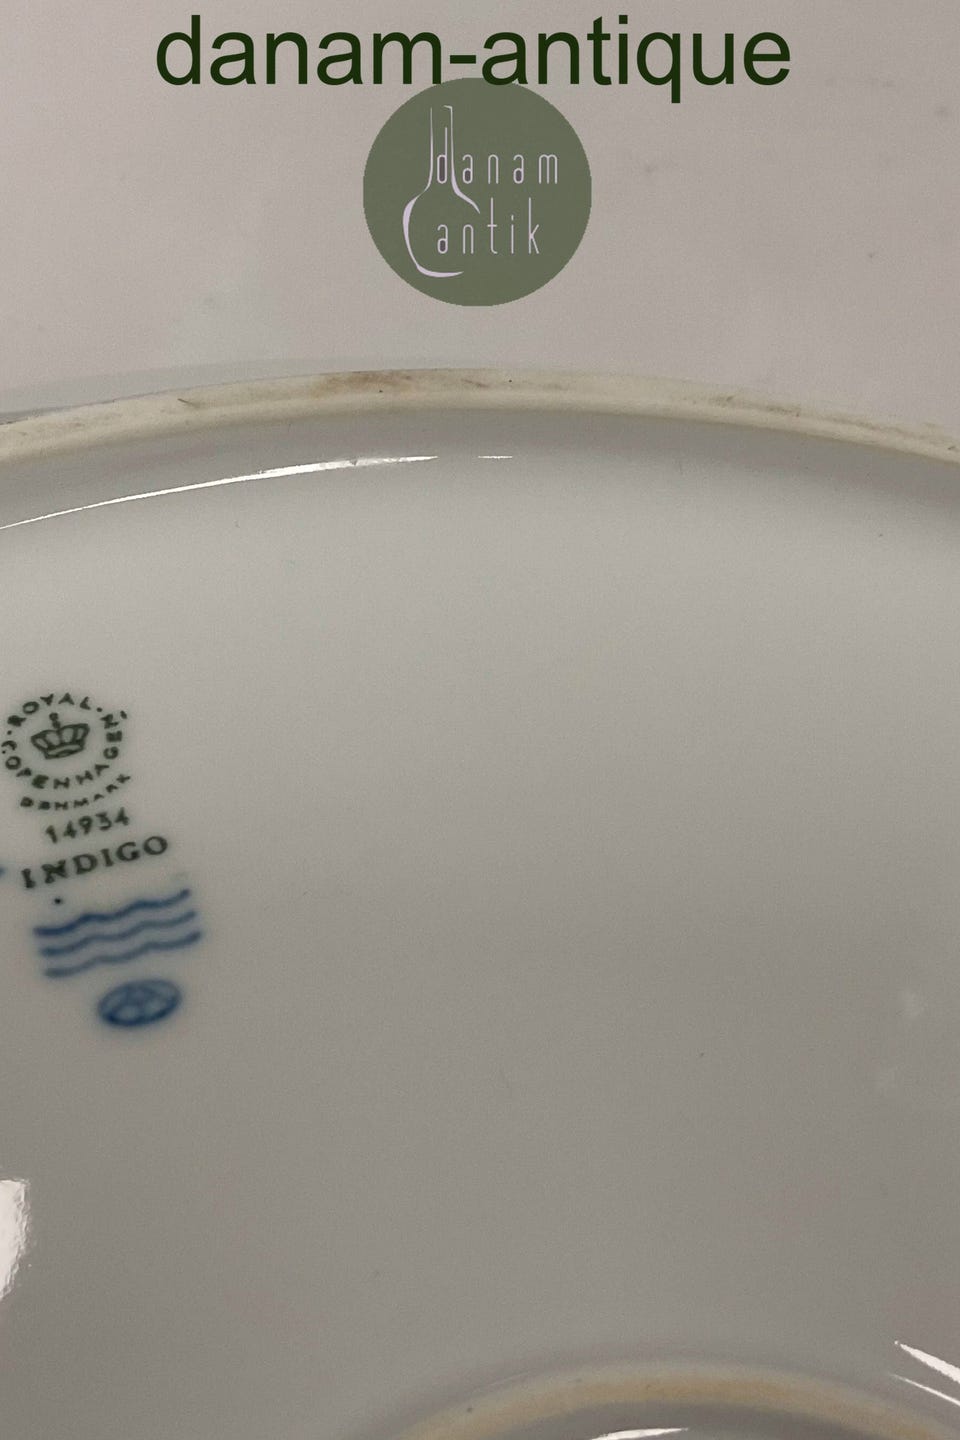 danam-antique
danam
antik
ROYAL·COPENHAGEN
DENMARK
14934
INDIGO